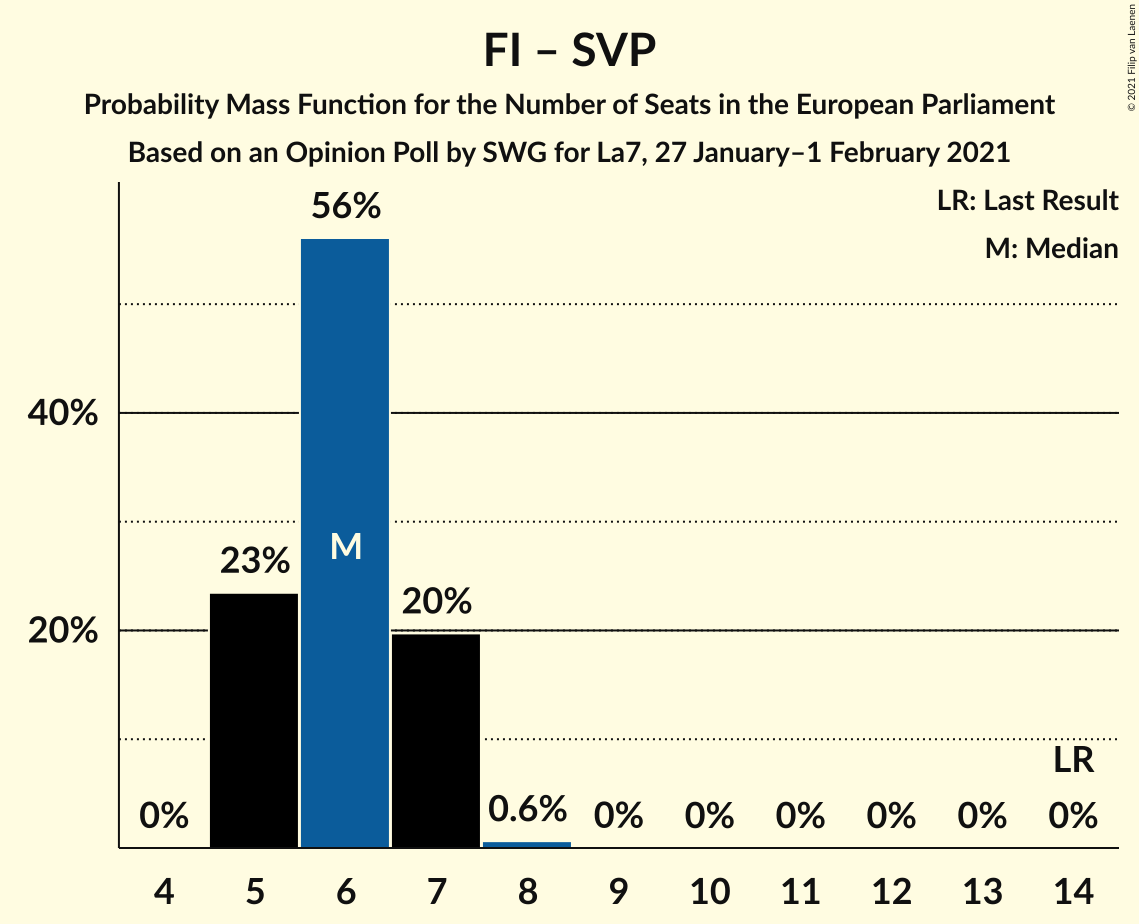 FI – SVP
Probability Mass Function for the Number of Seats in the European Parliament
Based on an Opinion Poll by SWG for La7, 27 January–1 February 2021
© 2021 Filip van Laenen
LR: Last Result
M: Median
56%
40%
M
23%
20%
20%
LR
0% 0.6% 0% 0% 0% 0% 0% 0%
4 5 6 7 8 9 10 11 12 13 14